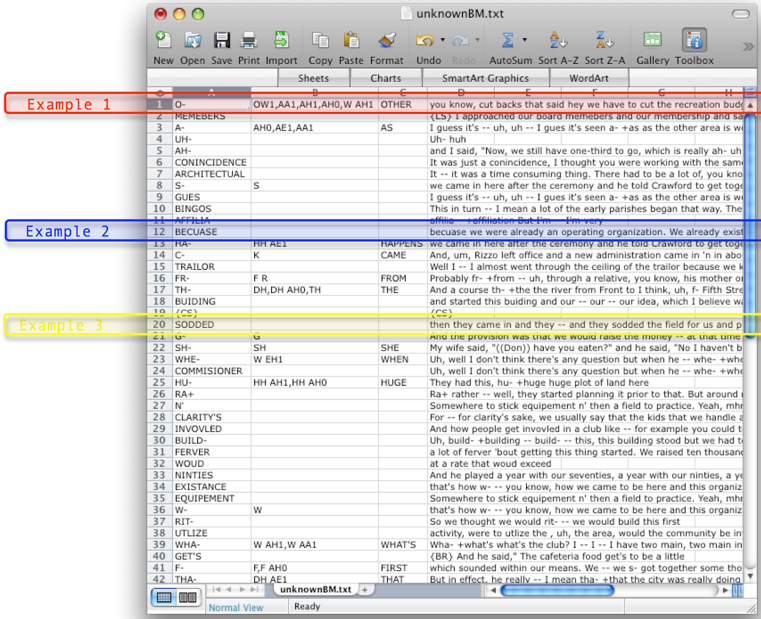 unknownBM.txt
New Open Save Print Import Copy Paste Format Undo Redo AutoSum Sort A-Z Sort Z-A Gallery Toolbox
Sheets Charts SmartArt Graphics WordArt
A B C D E F G H
Example 1
1 O- OW1,AA1,AH1,AH0,W AH1 OTHER you know, cut backs that said hey we have to cut the recreation budg
2 MEMEBERS {LS} I approached our board memebers and our membership and sa
3 A- AH0,AE1,AA1 AS I guess it's -- uh, uh -- I gues it's seen a- +as as the other area is we
4 UH- Uh- huh
5 AH- and I said, "Now, we still have one-third to go, which is really ah- uh
6 CONINCIDENCE It was just a conincidence, I thought you were working with the same
7 ARCHITECTUAL It -- it was a time consuming thing. There had to be a lot of, you know
8 S- S we came in here after the ceremony and he told Crawford to get toge
9 GUES I guess it's -- uh, uh -- I gues it's seen a- +as as the other area is we
10 BINGOS This in turn -- I mean a lot of the early parishes began that way. The
11 AFFILIA- affilia- +affiliation But I'm -- I'm very
Example 2
12 BECUASE becuase we were already an operating organization. We already exist
13 HA- HH AE1 HAPPENS we came in here after the ceremony and he told Crawford to get toge
14 C- K CAME And, um, Rizzo left office and a new administration came in 'n in abo
15 TRAILOR Well I -- I almost went through the ceiling of the trailor because we k
16 FR- F R FROM Probably fr- +from -- uh, through a relative, you know, his mother or
17 TH- DH,DH AH0,TH THE And a course th- +the the river from Front to I think, uh, f- Fifth Stre
18 BUIDING and started this buiding and our -- our -- our idea, which I believe wa
19 {CS} {CS}
Example 3
20 SODDED then they came in and they -- and they sodded the field for us and p
21 G- G And the provision was that we would raise the money -- at that time
22 SH- SH SHE My wife said, "((Don)) have you eaten?" and he said, "No I haven't b
23 WHE- W EH1 WHEN Uh, well I don't think there's any question but when he -- whe- +whe
24 COMMISIONER Uh, well I don't think there's any question but when he -- whe- +whe
25 HU- HH AH1,HH AH0 HUGE They had this, hu- +huge huge plot of land here
26 RA+ Ra+ rather -- well, they started planning it prior to that. But around
27 N' Somewhere to stick equipement n' then a field to practice. Yeah, mhr
28 CLARITY'S For -- for clarity's sake, we usually say that the kids that we handle a
29 INVOVLED And how people get invovled in a club like -- for example you could t
30 BUILD- Uh, build- +building -- build- -- this, this building stood but we had to
31 FERVER a lot of ferver 'bout getting this thing started. We raised ten thousand
32 WOUD at a rate that woud exceed
33 NINTIES And he played a year with our seventies, a year with our ninties, a ye
34 EXISTANCE that's how w- -- you know, how we came to be here and this organiz
35 EQUIPEMENT Somewhere to stick equipement n' then a field to practice. Yeah, mhr
36 W- W that's how w- -- you know, how we came to be here and this organiz
37 RIT- So we thought we would rit- -- we would build this first
38 UTLIZE activity, were to utlize the , uh, the area, would the community be in
39 WHA- W AH1,W AA1 WHAT'S Wha- +what's what's the club? I -- I -- I have two main, two main in
40 GET'S {BR} And he said," The cafeteria food get's to be a little
41 F- F,F AH0 FIRST which sounded within our means. We -- we s- got together some tho
42 THA- DH AE1 THAT But in effect, he really -- I mean tha- +that the city was really doing
unknownBM.txt
Normal View Ready